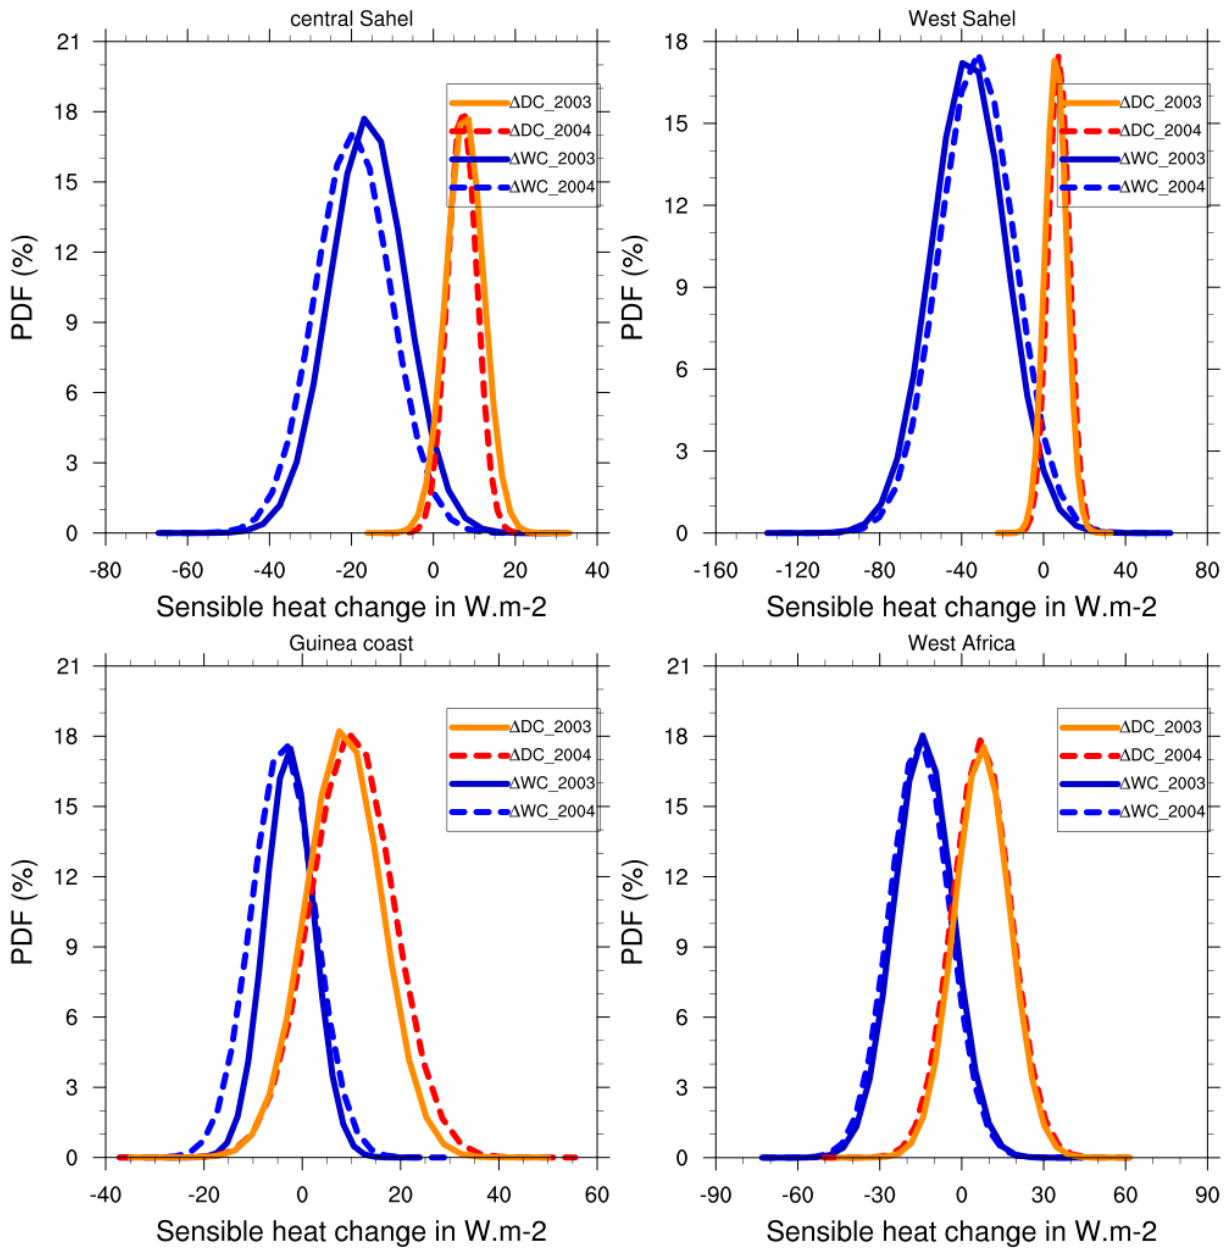 central Sahel
21
18
15
12
9
6
3
0
PDF (%)
-80 -60 -40 -20 0 20 40
Sensible heat change in W.m-2
ΔDC_2003
ΔDC_2004
ΔWC_2003
ΔWC_2004
West Sahel
18
15
12
9
6
3
0
PDF (%)
-160 -120 -80 -40 0 40 80
Sensible heat change in W.m-2
ΔDC_2003
ΔDC_2004
ΔWC_2003
ΔWC_2004
Guinea coast
21
18
15
12
9
6
3
0
PDF (%)
-40 -20 0 20 40 60
Sensible heat change in W.m-2
ΔDC_2003
ΔDC_2004
ΔWC_2003
ΔWC_2004
West Africa
21
18
15
12
9
6
3
0
PDF (%)
-90 -60 -30 0 30 60 90
Sensible heat change in W.m-2
ΔDC_2003
ΔDC_2004
ΔWC_2003
ΔWC_2004